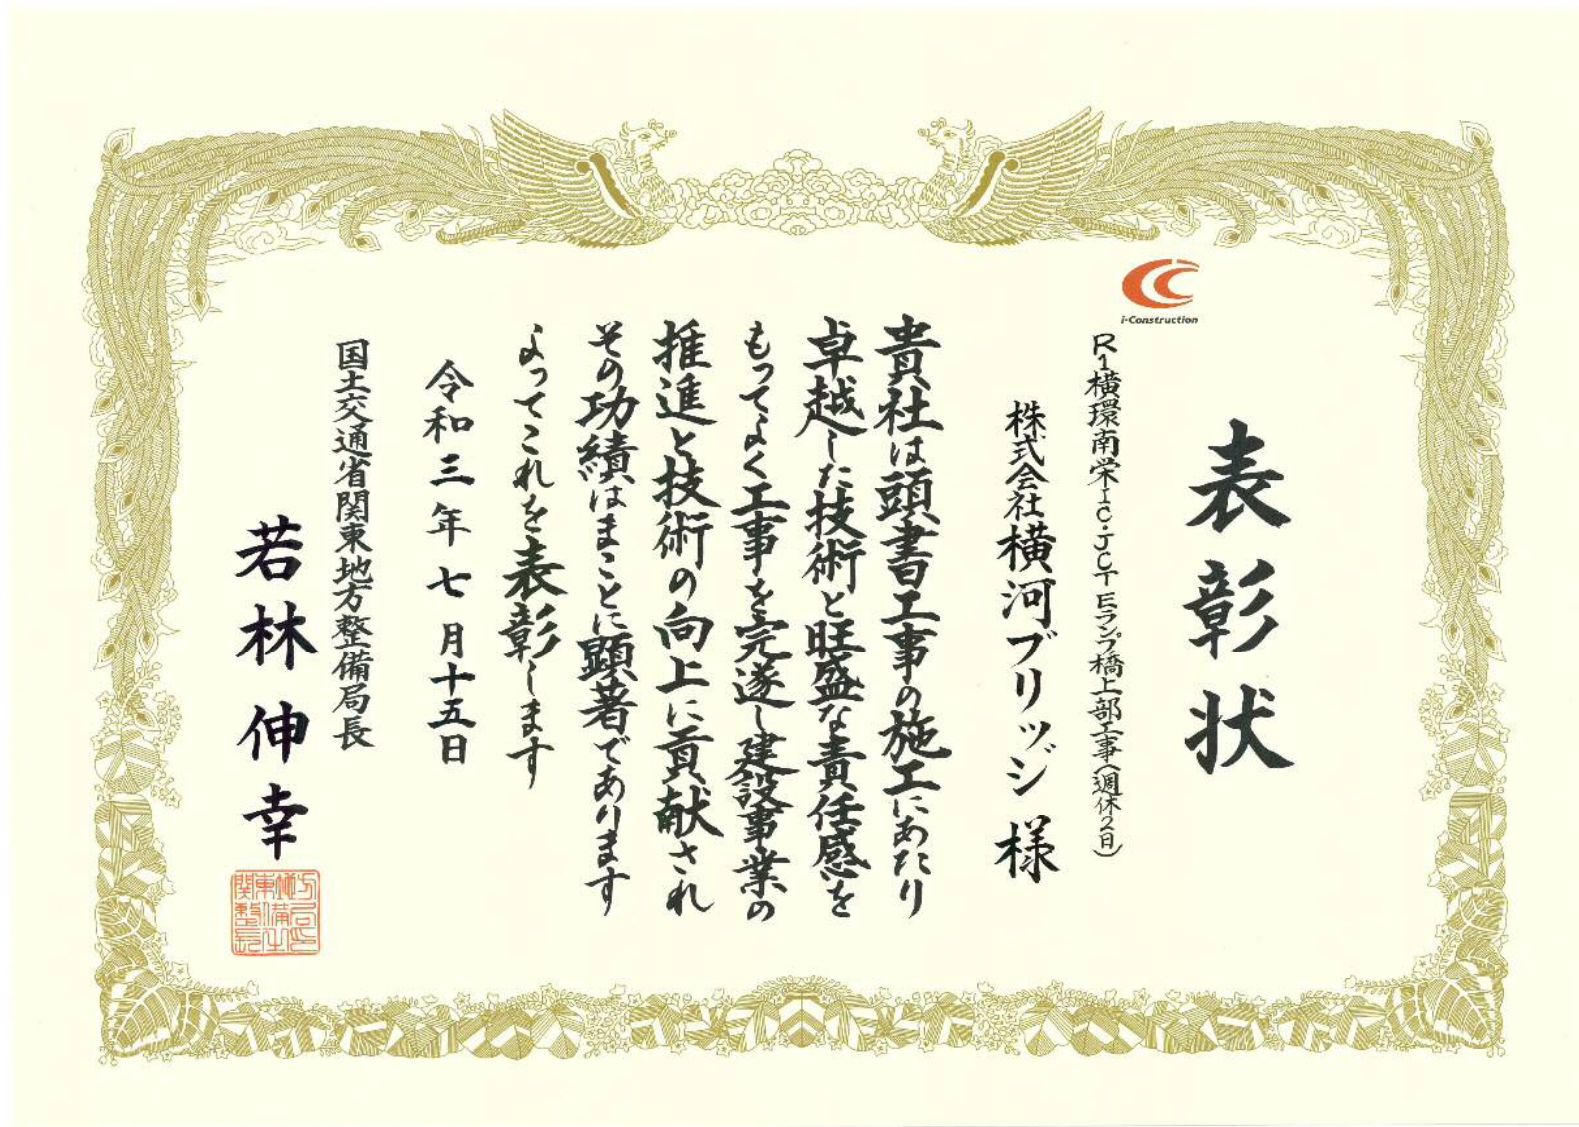 表彰状
i-Construction
R1横環南栄IC・JCTEランプ橋上部工事(週休2日)
株式会社横河ブリッジ 様
貴社は頭書工事の施工にあたり
卓越した技術と旺盛な責任感を
もってよく工事を完遂し建設事業の
推進と技術の向上に貢献され
その功績はまことに顕著であります
よってこれを表彰します
令和三年七月十五日
国土交通省関東地方整備局長
若林伸幸